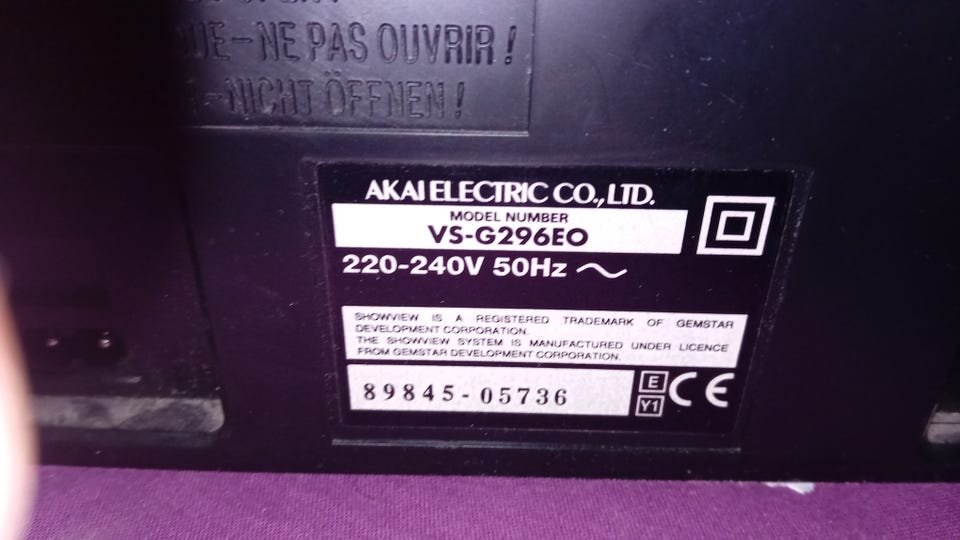 NE PAS OUVRIR !
NICHT ÖFFNEN !
AKAI ELECTRIC CO., LTD.
MODEL NUMBER
VS-G296EO
220-240V 50Hz ~
SHOWVIEW IS A REGISTERED TRADEMARK OF GEMSTAR
DEVELOPMENT CORPORATION.
THE SHOWVIEW SYSTEM IS MANUFACTURED UNDER LICENCE
FROM GEMSTAR DEVELOPMENT CORPORATION.
89845-05736
E
Y1
CE